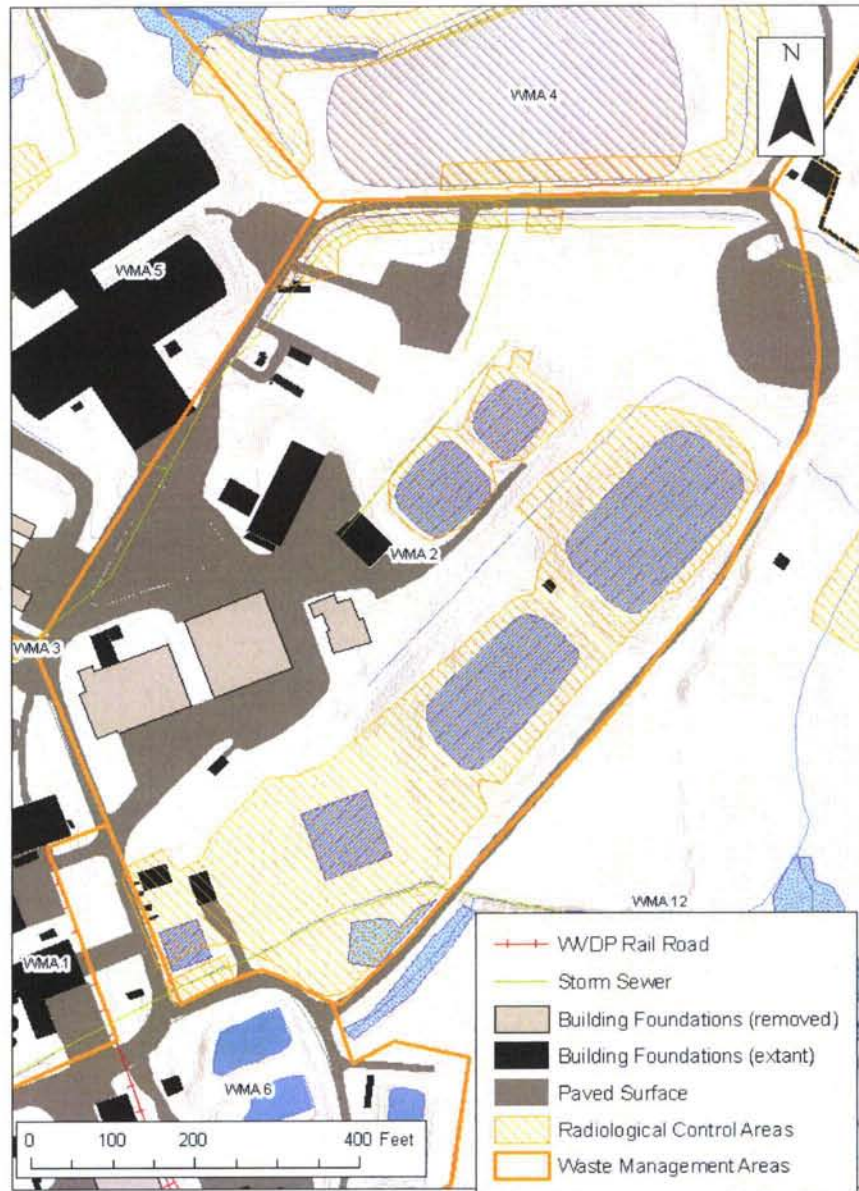 N
WMA 4
WMA 5
WMA 2
WMA 3
WMA 1
WMA 12
WMA 6
WVDP Rail Road
Storm Sewer
Building Foundations (removed)
Building Foundations (extant)
Paved Surface
Radiological Control Areas
Waste Management Areas
0 100 200 400 Feet